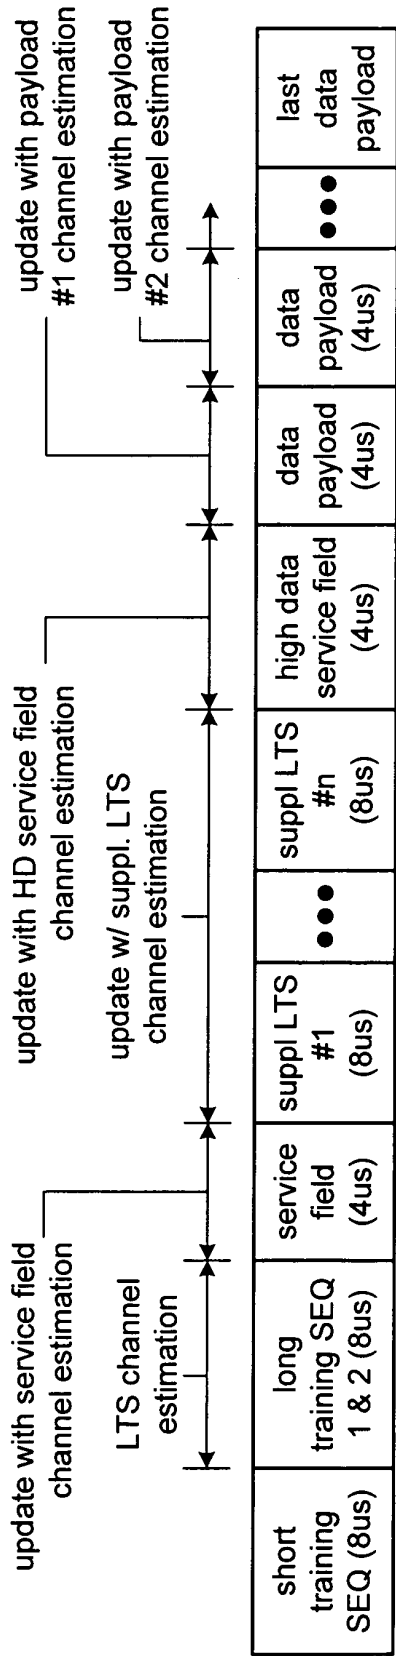 update with service field
channel estimation
LTS channel
estimation
update with HD service field
channel estimation
update w/ suppl. LTS
channel estimation
update with payload
#1 channel estimation
update with payload
#2 channel estimation
short
training
SEQ (8us)
long
training SEQ
1 & 2 (8us)
service
field
(4us)
suppl LTS
#1
(8us)
suppl LTS
#n
(8us)
high data
service field
(4us)
data
payload
(4us)
data
payload
(4us)
last
data
payload